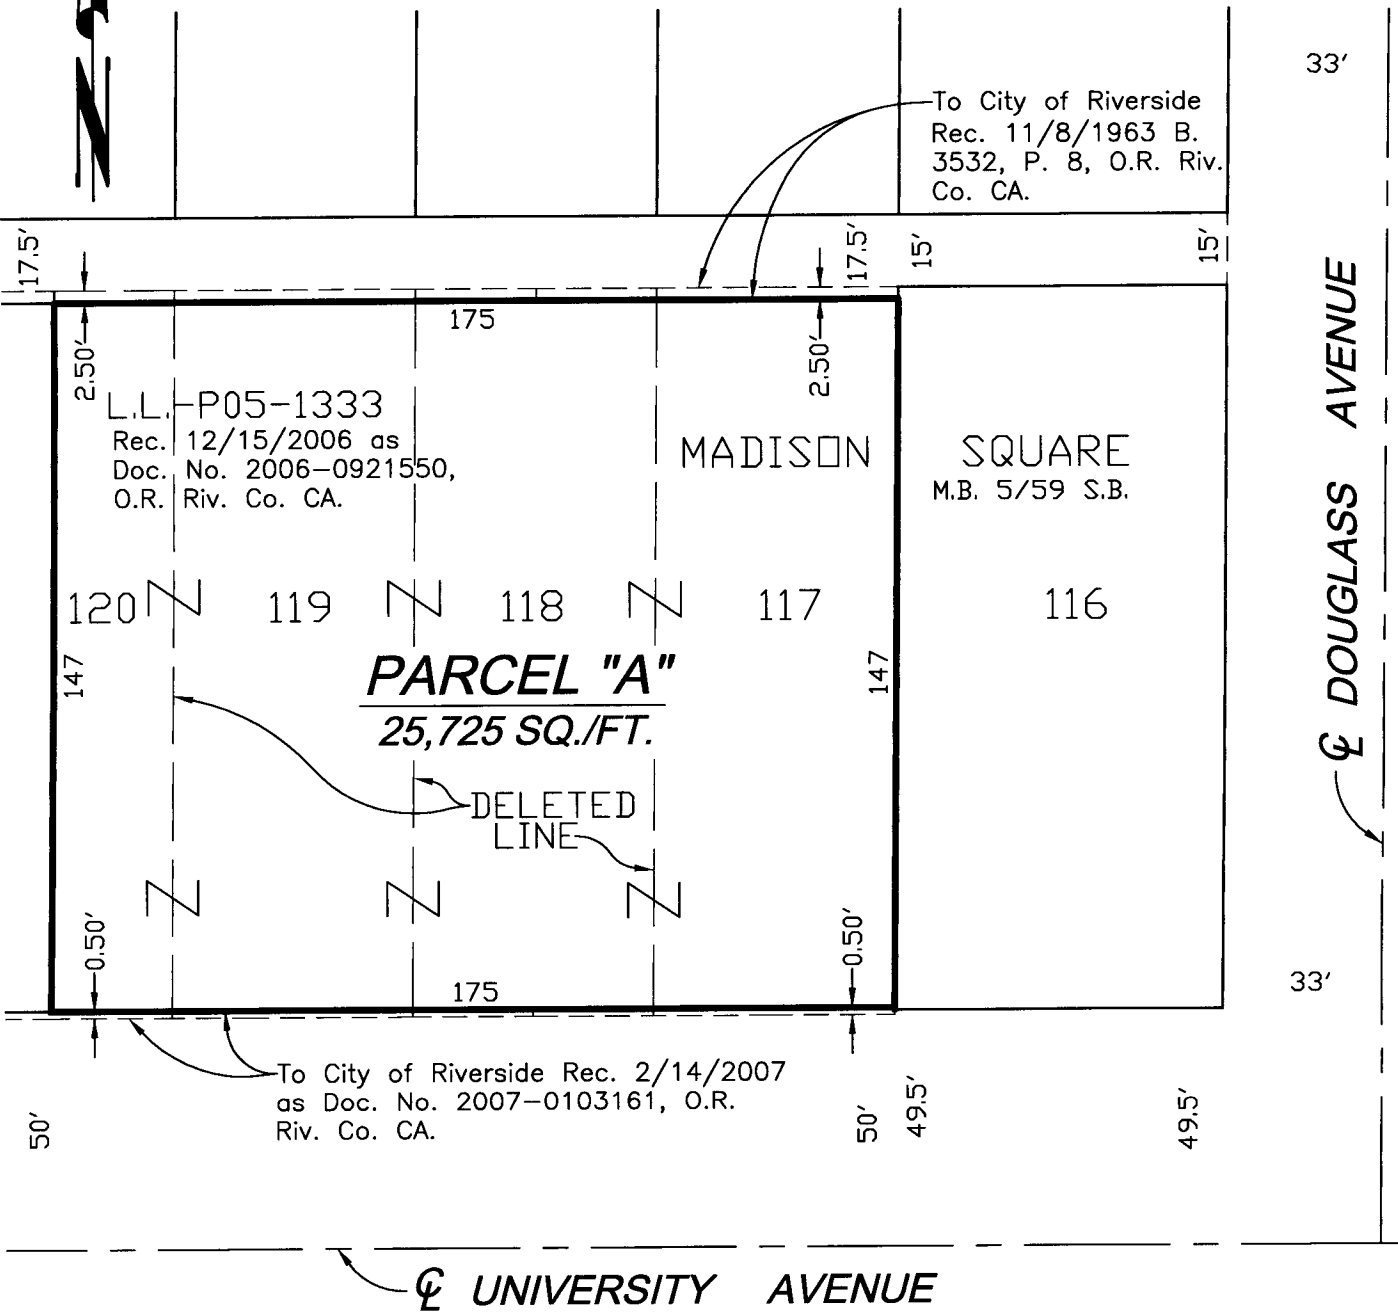 N
33'
To City of Riverside
Rec. 11/8/1963 B.
3532, P. 8, O.R. Riv.
Co. CA.
17.5'
17.5'
15'
15'
175
2.50'
2.50'
L.L.-P05-1333
Rec. 12/15/2006 as
Doc. No. 2006-0921550,
O.R. Riv. Co. CA.
MADISON SQUARE
M.B. 5/59 S.B.
DOUGLASS AVENUE
120
119
118
117
116
147
147
PARCEL "A"
25,725 SQ./FT.
DELETED
LINE
0.50'
0.50'
175
33'
To City of Riverside Rec. 2/14/2007
as Doc. No. 2007-0103161, O.R.
Riv. Co. CA.
50'
50'
49.5'
49.5'
℄ UNIVERSITY AVENUE
℄